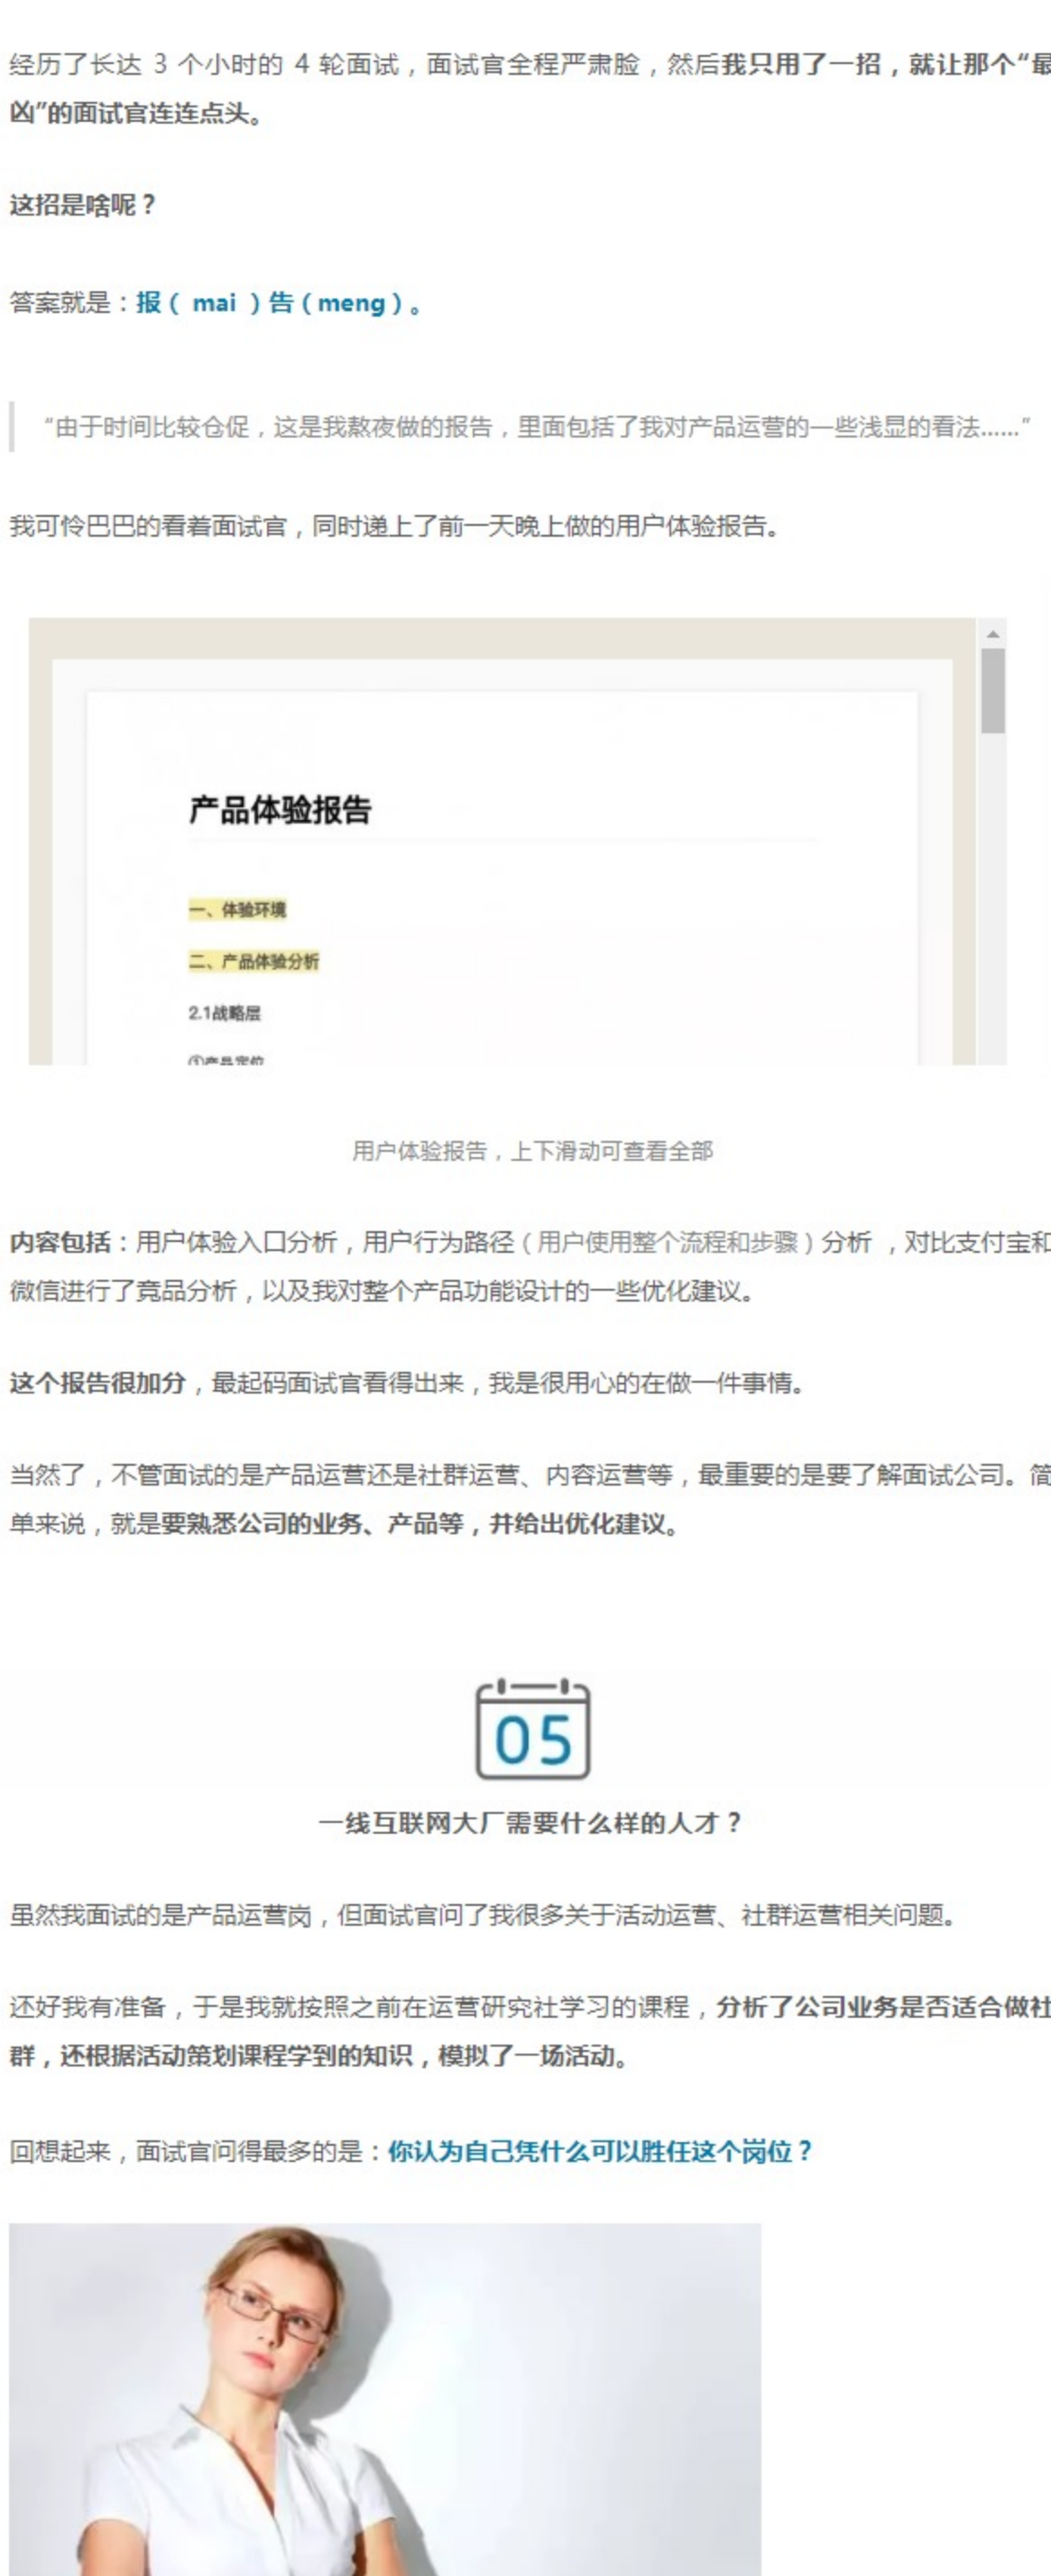 经历了长达 3 个小时的 4 轮面试，面试官全程严肃脸，然后我只用了一招，就让那个“最
凶”的面试官连连点头。
这招是啥呢？
答案就是：报（ mai ）告（meng）。
“由于时间比较仓促，这是我熬夜做的报告，里面包括了我对产品运营的一些浅显的看法……”
我可怜巴巴的看着面试官，同时递上了前一天晚上做的用户体验报告。
产品体验报告
一、体验环境
二、产品体验分析
2.1战略层
①产品定位
用户体验报告，上下滑动可查看全部
内容包括：用户体验入口分析，用户行为路径（用户使用整个流程和步骤）分析 ，对比支付宝和
微信进行了竞品分析，以及我对整个产品功能设计的一些优化建议。
这个报告很加分，最起码面试官看得出来，我是很用心的在做一件事情。
当然了，不管面试的是产品运营还是社群运营、内容运营等，最重要的是要了解面试公司。简
单来说，就是要熟悉公司的业务、产品等，并给出优化建议。
05
一线互联网大厂需要什么样的人才？
虽然我面试的是产品运营岗，但面试官问了我很多关于活动运营、社群运营相关问题。
还好我有准备，于是我就按照之前在运营研究社学习的课程，分析了公司业务是否适合做社
群，还根据活动策划课程学到的知识，模拟了一场活动。
回想起来，面试官问得最多的是：你认为自己凭什么可以胜任这个岗位？